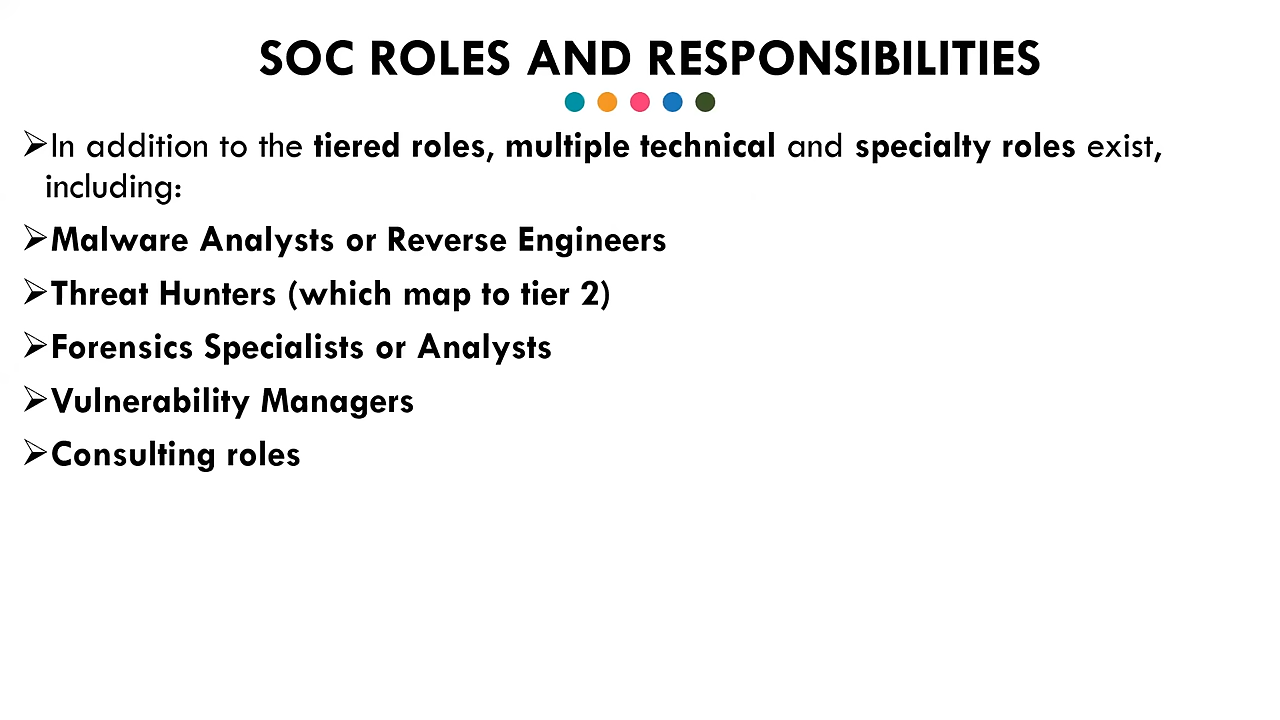 SOC ROLES AND RESPONSIBILITIES
➢In addition to the tiered roles, multiple technical and specialty roles exist,
including:
➢Malware Analysts or Reverse Engineers
➢Threat Hunters (which map to tier 2)
➢Forensics Specialists or Analysts
➢Vulnerability Managers
➢Consulting roles